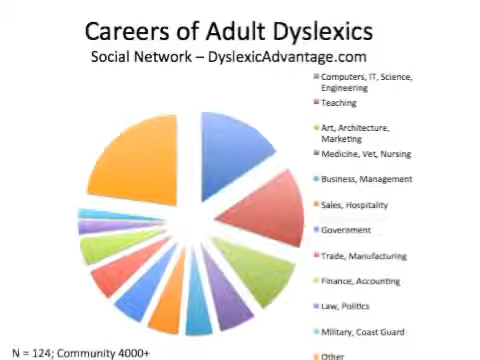 Careers of Adult Dyslexics
Social Network – DyslexicAdvantage.com
Computers, IT, Science,
Engineering
Teaching
Art, Architecture,
Marketing
Medicine, Vet, Nursing
Business, Management
Sales, Hospitality
Government
Trade, Manufacturing
Finance, Accounting
Law, Politics
Military, Coast Guard
Other
N = 124; Community 4000+